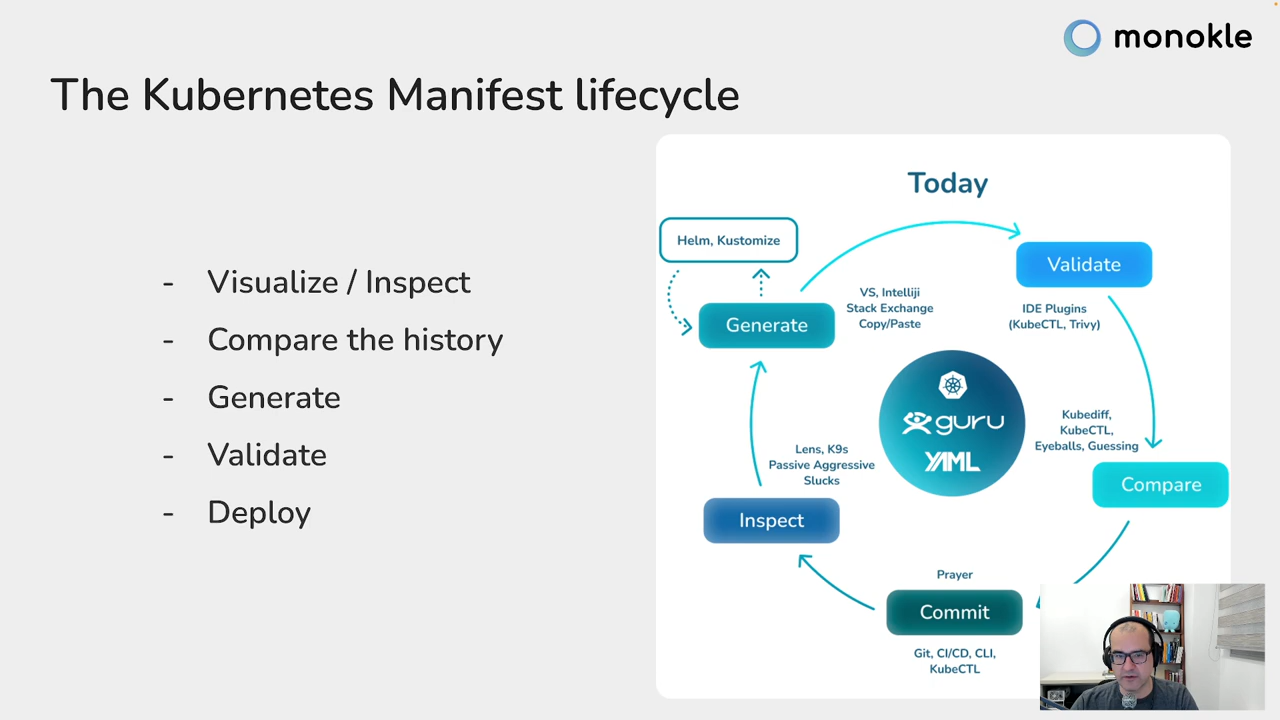 monokle
The Kubernetes Manifest lifecycle
- Visualize / Inspect
- Compare the history
- Generate
- Validate
- Deploy
Today
Helm, Kustomize
Validate
VS, Intelliji
Stack Exchange
Copy/Paste
IDE Plugins
(KubeCTL, Trivy)
Generate
guru
YAML
Kubediff,
KubeCTL,
Eyeballs, Guessing
Lens, K9s
Passive Aggressive
Slucks
Compare
Inspect
Prayer
Commit
Git, CI/CD, CLI,
KubeCTL